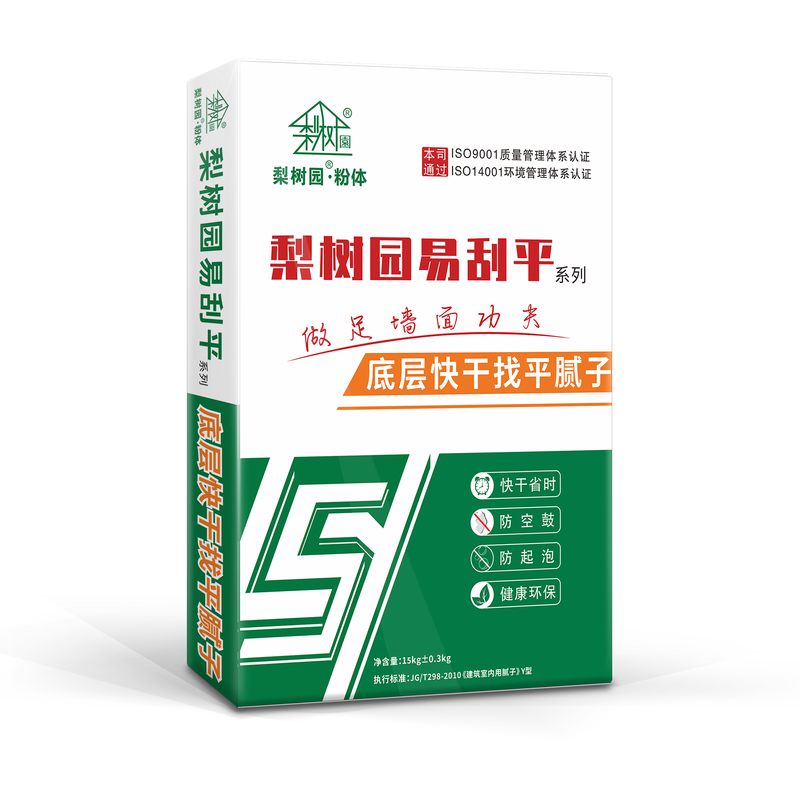 梨树園®
梨树园®·粉体
本司通过
ISO9001质量管理体系认证
ISO14001环境管理体系认证
梨树园易刮平系列
做足墙面功夫
底层快干找平腻子
快干省时
防空鼓
防起泡
健康环保
净含量：15kg±0.3kg
执行标准：JG/T298-2010《建筑室内用腻子》Y型
梨树園®
梨树园®·粉体
梨树园易刮平系列
底层快干找平腻子